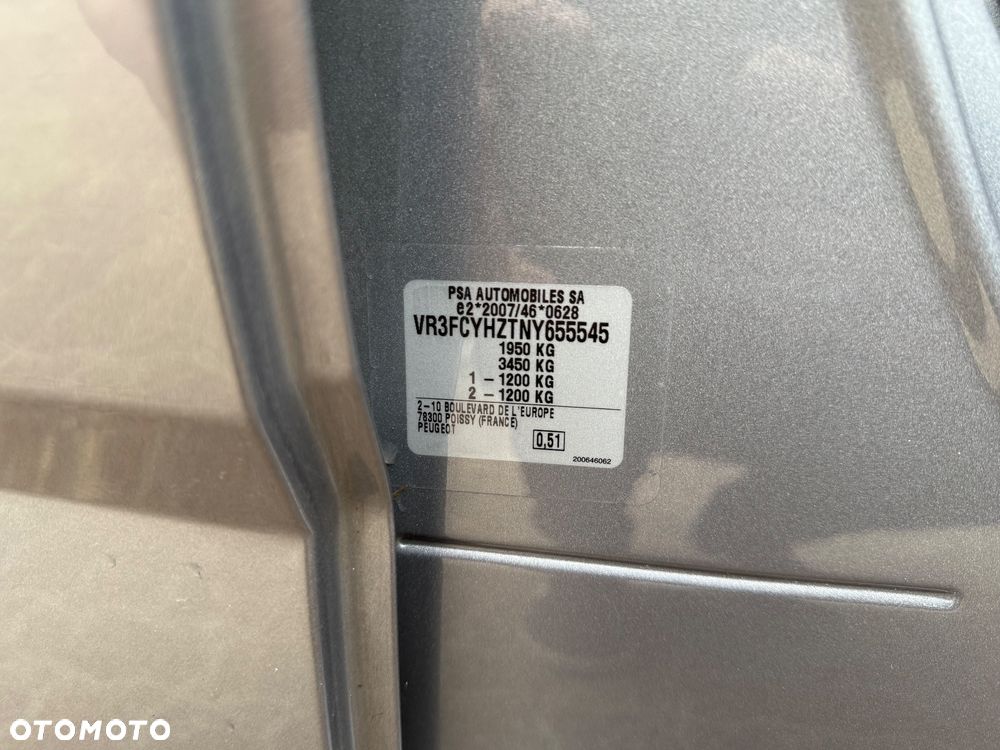 PSA AUTOMOBILES SA
e2*2007/46*0628
VR3FCYHZTNY655545
1950 KG
3450 KG
1 – 1200 KG
2 – 1200 KG
2–10 BOULEVARD DE L'EUROPE
78300 POISSY (FRANCE)
PEUGEOT
0,51
200646062
OTOMOTO